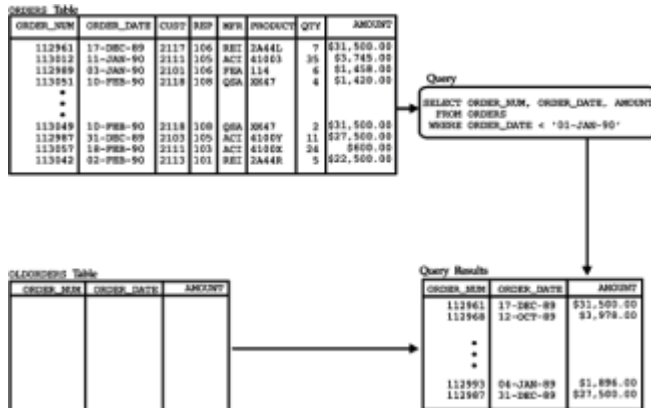 ORDERS Table
ORDER_NUM ORDER_DATE CUST REP MFR PRODUCT QTY AMOUNT
112961 17-DEC-89 2117 106 REI 2A44L 7 $31,500.00
113012 11-JAN-90 2111 105 ACI 41003 35 $3,745.00
112989 03-JAN-90 2101 106 FEA 114 6 $1,458.00
113051 10-FEB-90 2118 108 QSA XK47 4 $1,420.00
113049 10-FEB-90 2118 108 QSA XK47 2 $31,500.00
112987 31-DEC-89 2103 105 ACI 4100Y 11 $27,500.00
113057 18-FEB-90 2111 103 ACI 4100X 24 $600.00
113042 02-FEB-90 2113 101 REI 2A44R 5 $22,500.00
Query
SELECT ORDER_NUM, ORDER_DATE, AMOUNT
FROM ORDERS
WHERE ORDER_DATE < '01-JAN-90'
OLDORDERS Table
ORDER_NUM ORDER_DATE AMOUNT
Query Results
ORDER_NUM ORDER_DATE AMOUNT
112961 17-DEC-89 $31,500.00
112968 12-OCT-89 $3,978.00
112993 04-JAN-89 $1,896.00
112987 31-DEC-89 $27,500.00